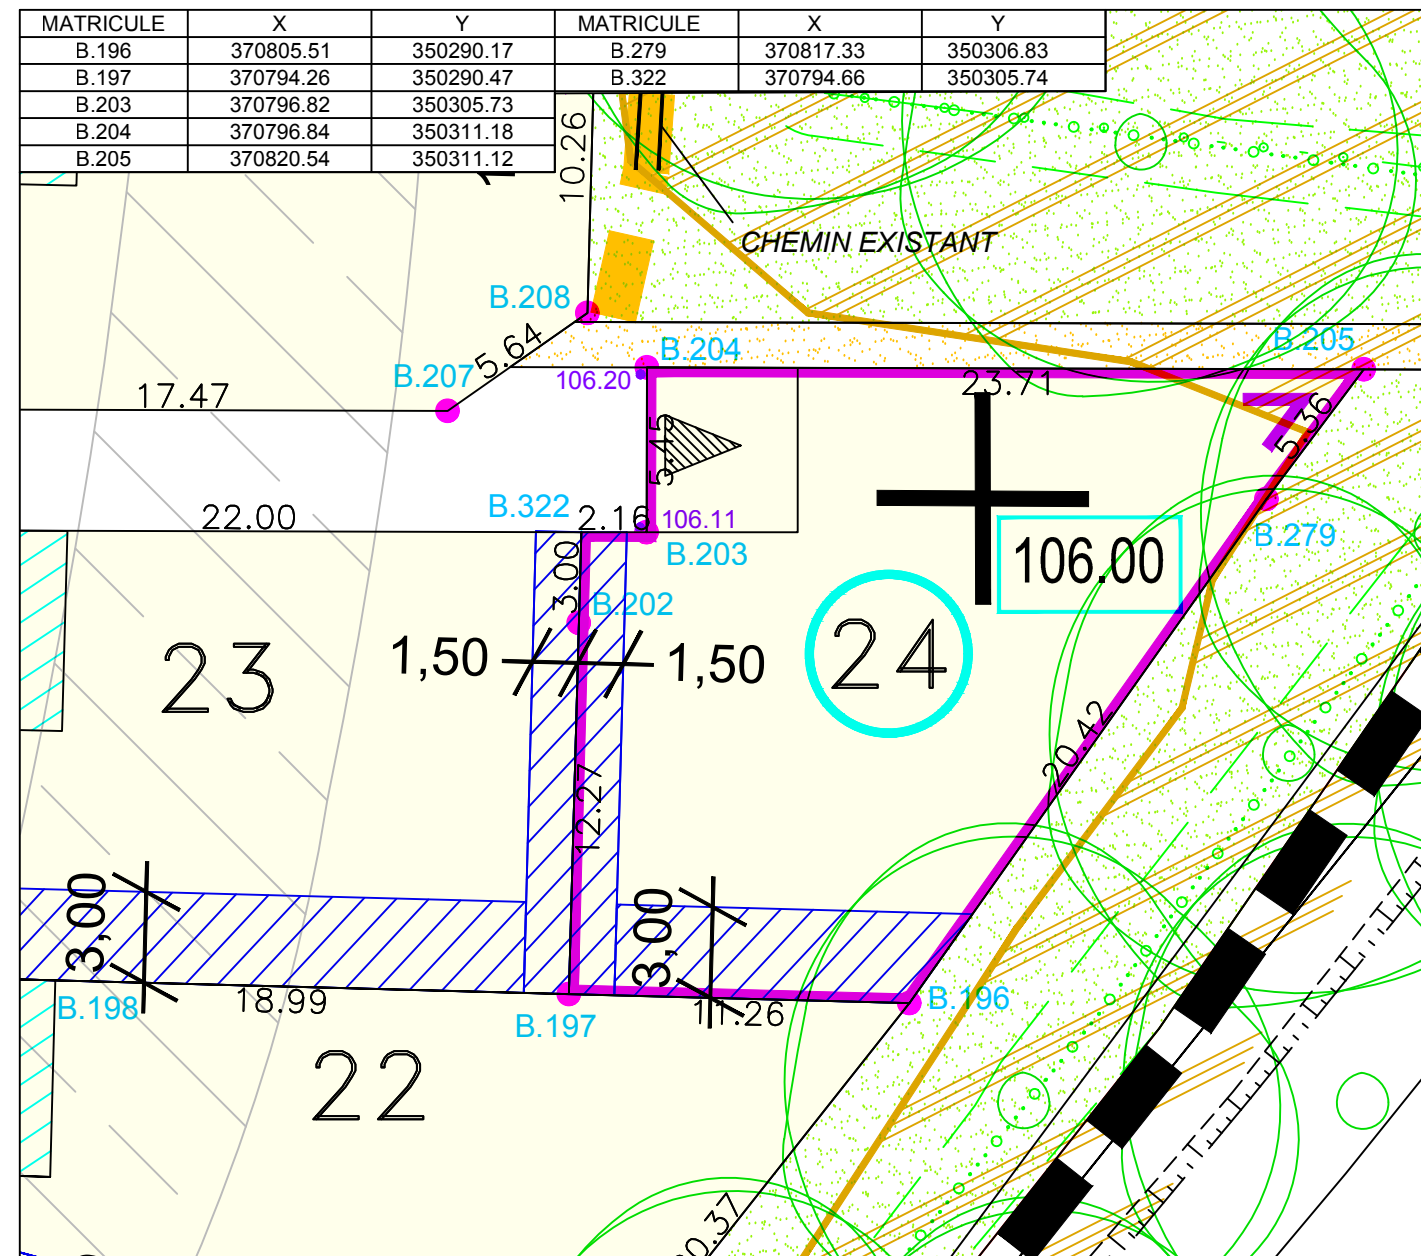 MATRICULE X Y MATRICULE X Y
B.196 370805.51 350290.17 B.279 370817.33 350306.83
B.197 370794.26 350290.47 B.322 370794.66 350305.74
B.203 370796.82 350305.73
B.204 370796.84 350311.18
B.205 370820.54 350311.12
10.26
CHEMIN EXISTANT
B.208
5.64
B.204
B.205
B.207
106.20
17.47
23.71
5.36
5.45
B.322
22.00
2.16
106.11
B.203
B.279
106.00
3.00
B.202
23
1,50
1,50
24
20.42
12.27
3,00
3,00
B.198
18.99
B.197
11.26
B.196
22